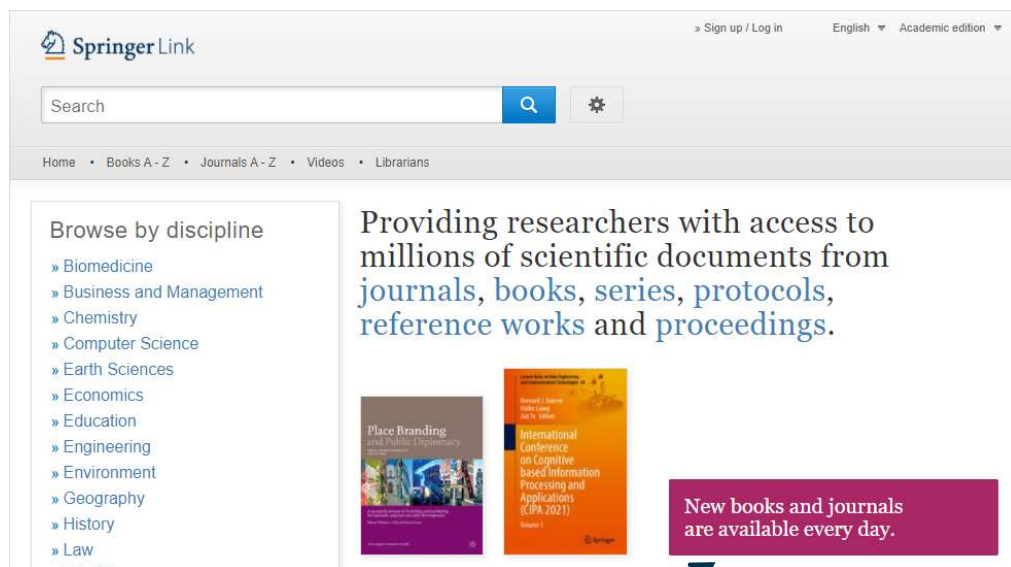 » Sign up / Log in English Academic edition
Springer Link
Search
Home • Books A - Z • Journals A - Z • Videos • Librarians
Browse by discipline
» Biomedicine
» Business and Management
» Chemistry
» Computer Science
» Earth Sciences
» Economics
» Education
» Engineering
» Environment
» Geography
» History
» Law
Providing researchers with access to
millions of scientific documents from
journals, books, series, protocols,
reference works and proceedings.
Place Branding
and Public Diplomacy
International
Conference
on Cognitive
based Information
Processing and
Applications
(CIPA 2021)
Volume 1
Springer
New books and journals
are available every day.